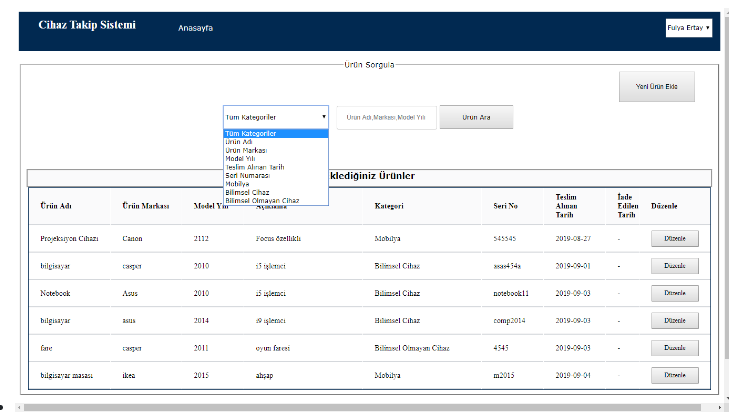 Cihaz Takip Sistemi
Anasayfa
Fulya Ertay
Ürün Sorgula
Yeni Ürün Ekle
Tüm Kategoriler
Ürün Adı,Markası,Model Yılı
Ürün Ara
Tüm Kategoriler
Ürün Adı
Ürün Markası
Model Yılı
Teslim Alınan Tarih
Seri Numarası
Mobilya
Bilimsel Cihaz
Bilimsel Olmayan Cihaz
klediğiniz Ürünler
Ürün Adı Ürün Markası Model Yılı Açıklama Kategori Seri No Teslim Alınan Tarih İade Edilen Tarih Düzenle
Projeksiyon Cihazı Canon 2112 Focus özellikli Mobilya 545545 2019-08-27 - Düzenle
bilgisayar casper 2010 i5 işlemci Bilimsel Cihaz asas454a 2019-09-01 - Düzenle
Notebook Asus 2010 i5 işlemci Bilimsel Cihaz notebook11 2019-09-03 - Düzenle
bilgisayar asus 2014 i9 işlemci Bilimsel Cihaz comp2014 2019-09-03 - Düzenle
fare casper 2011 oyun faresi Bilimsel Olmayan Cihaz 4545 2019-09-03 - Düzenle
bilgisayar masası ikea 2015 ahşap Mobilya m2015 2019-09-04 - Düzenle